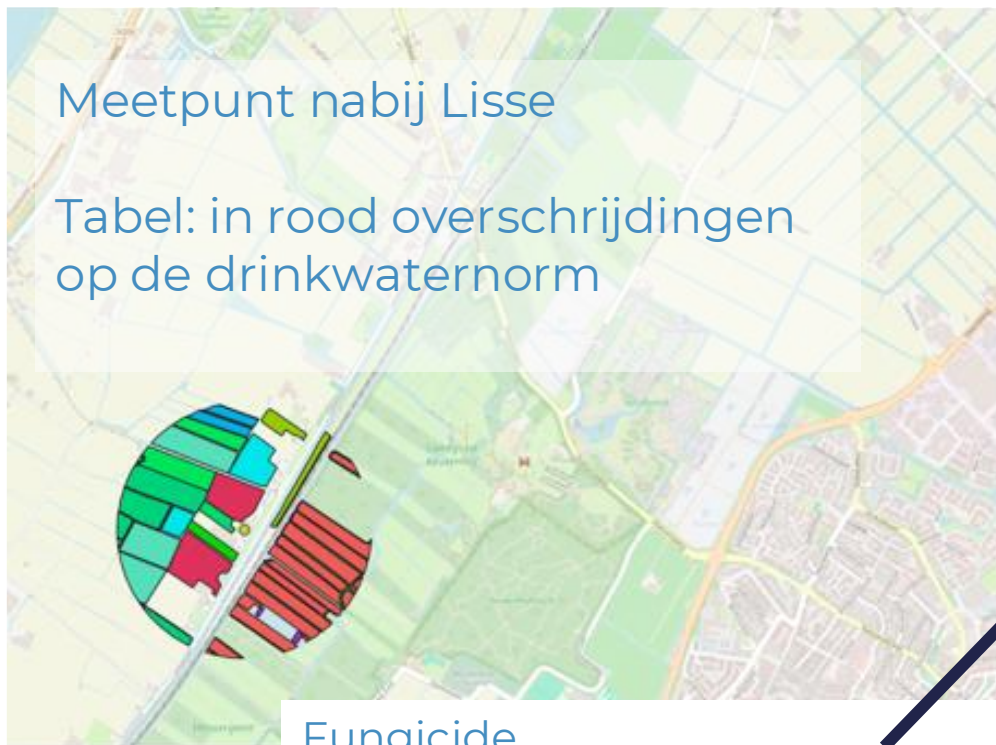 Meetpunt nabij Lisse
Tabel: in rood overschrijdingen
op de drinkwaternorm
Fungicide